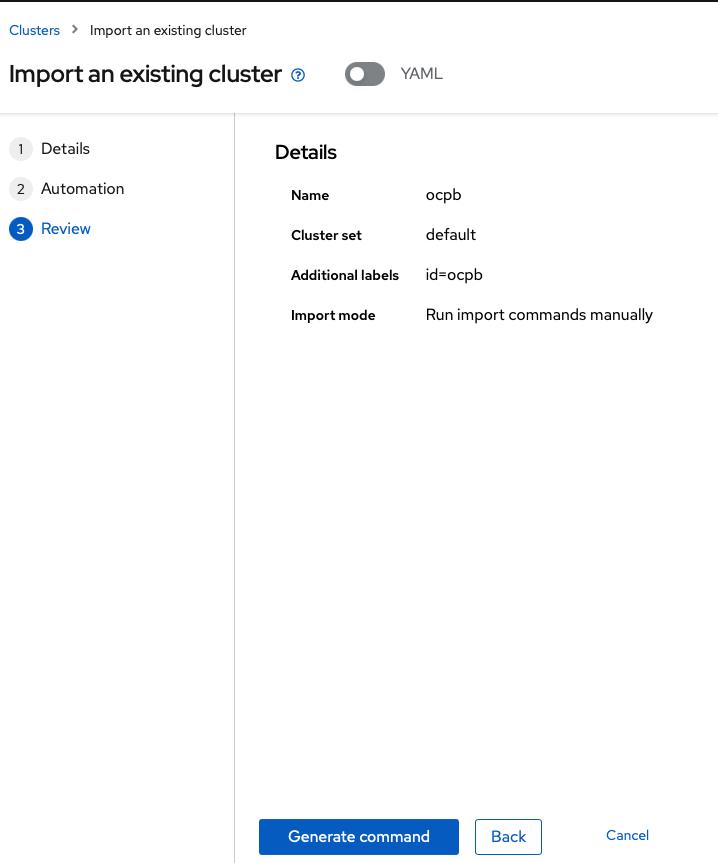 Clusters > Import an existing cluster
Import an existing cluster ? YAML
1 Details
2 Automation
3 Review
Details
Name ocpb
Cluster set default
Additional labels id=ocpb
Import mode Run import commands manually
Generate command Back Cancel